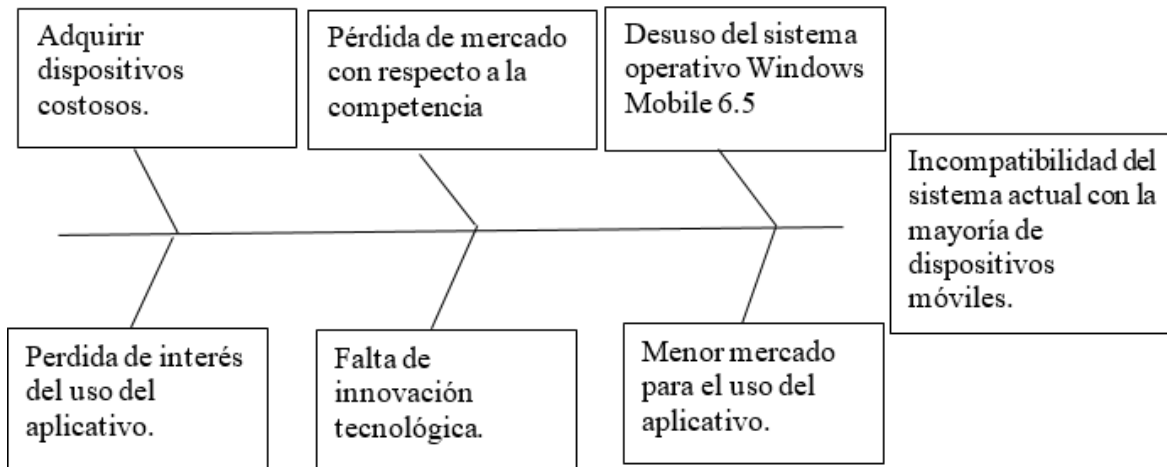 Adquirir
dispositivos
costosos.
Pérdida de mercado
con respecto a la
competencia
Desuso del sistema
operativo Windows
Mobile 6.5
Incompatibilidad del
sistema actual con la
mayoría de
dispositivos
móviles.
Perdida de interés
del uso del
aplicativo.
Falta de
innovación
tecnológica.
Menor mercado
para el uso del
aplicativo.